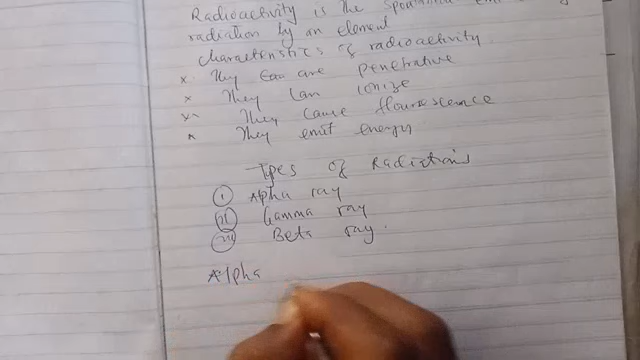 Radioactivity is the
radiation by an element
characteristics of radioactivity.
× They are penetrative
× They can ionize
× They cause flourescence
× They emit energy
Types of Radiations
(i) Alpha ray
(ii) Gamma ray
(iii) Beta ray.
Alpha